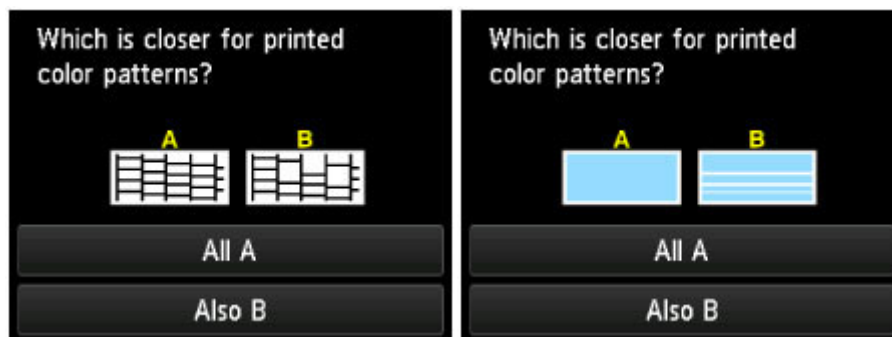 Which is closer for printed
color patterns?
A B
All A
Also B
Which is closer for printed
color patterns?
A B
All A
Also B